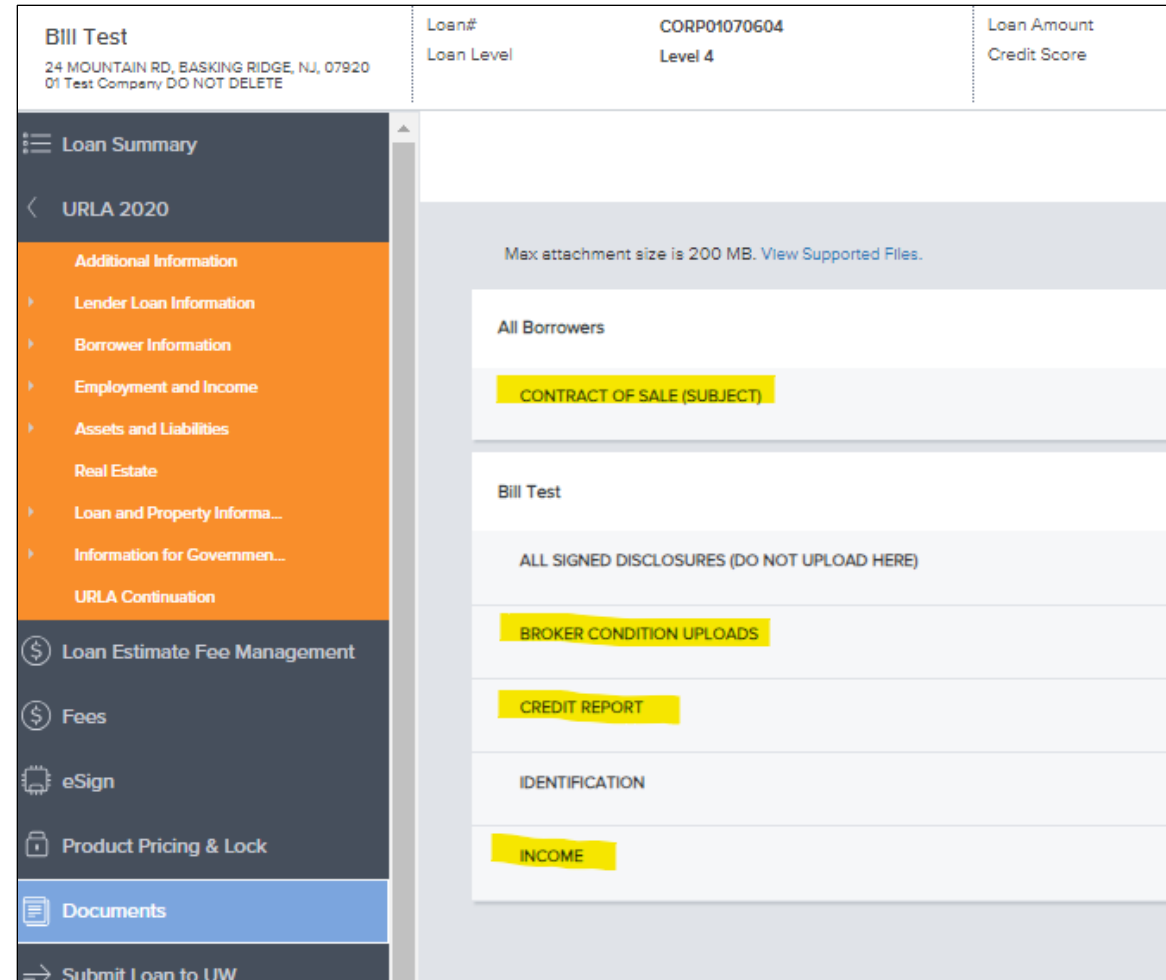 Bill Test
24 MOUNTAIN RD, BASKING RIDGE, NJ, 07920
01 Test Company DO NOT DELETE
Loan# CORP01070604
Loan Level Level 4
Loan Amount
Credit Score
Loan Summary
URLA 2020
Additional Information
Lender Loan Information
Borrower Information
Employment and Income
Assets and Liabilities
Real Estate
Loan and Property Informa...
Information for Governmen...
URLA Continuation
Loan Estimate Fee Management
Fees
eSign
Product Pricing & Lock
Documents
Submit Loan to UW
Max attachment size is 200 MB. View Supported Files.
All Borrowers
CONTRACT OF SALE (SUBJECT)
Bill Test
ALL SIGNED DISCLOSURES (DO NOT UPLOAD HERE)
BROKER CONDITION UPLOADS
CREDIT REPORT
IDENTIFICATION
INCOME